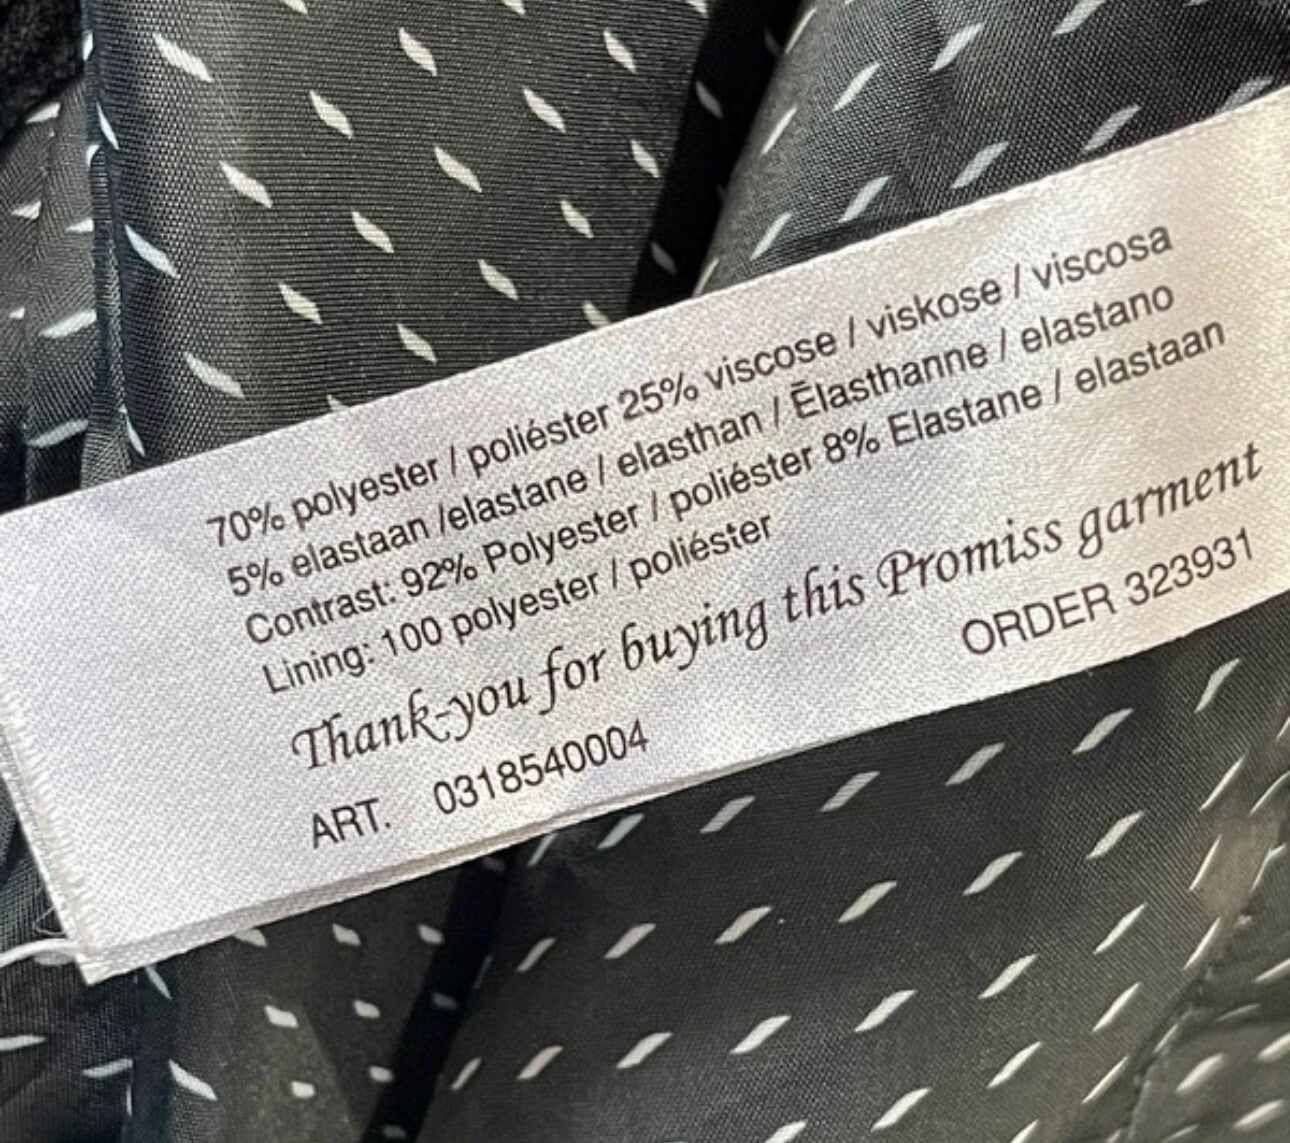 70% polyester / poliéster 25% viscose / viskose / viscosa
5% elastaan /elastane / elasthan / Ēlasthanne / elastano
Contrast: 92% Polyester / poliéster 8% Elastane / elastaan
Lining: 100 polyester / poliéster
Thank-you for buying this Promiss garment
ART. 0318540004 ORDER 323931